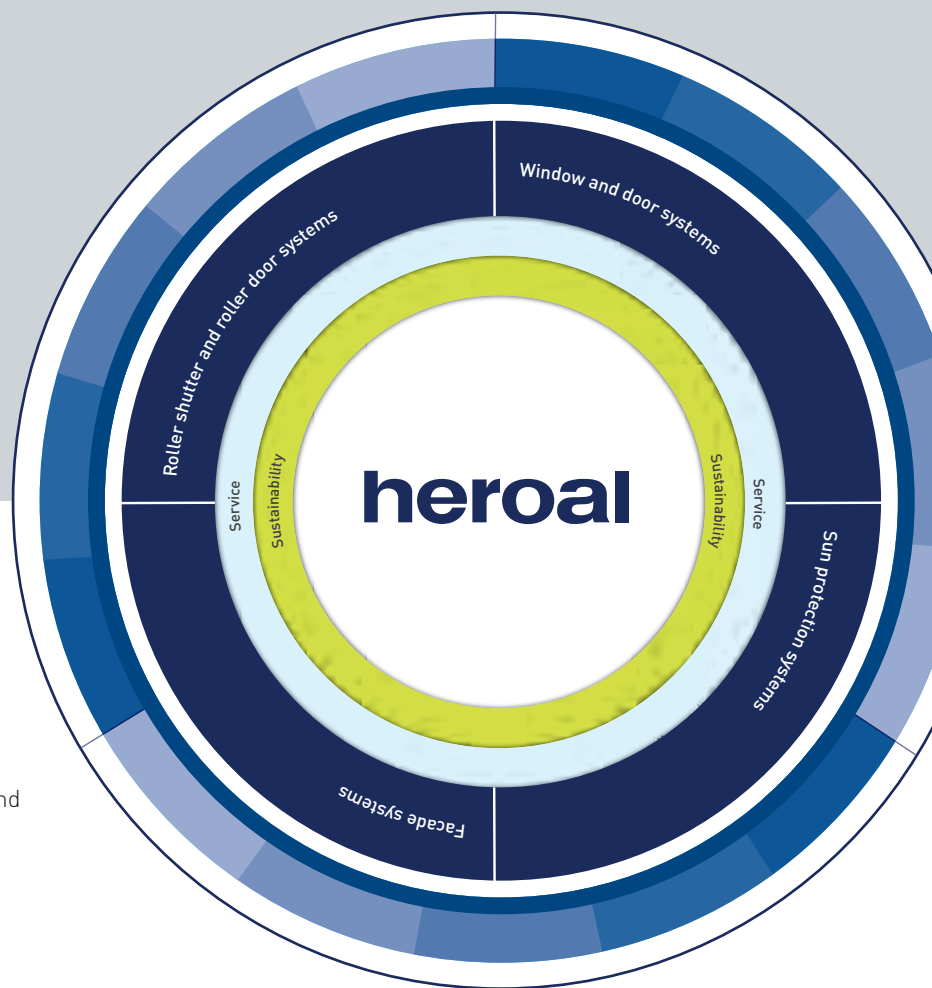 Window and door systems
Roller shutter and roller door systems
Service
Sustainability
heroal
Sustainability
Service
Sun protection systems
Facade systems
nd